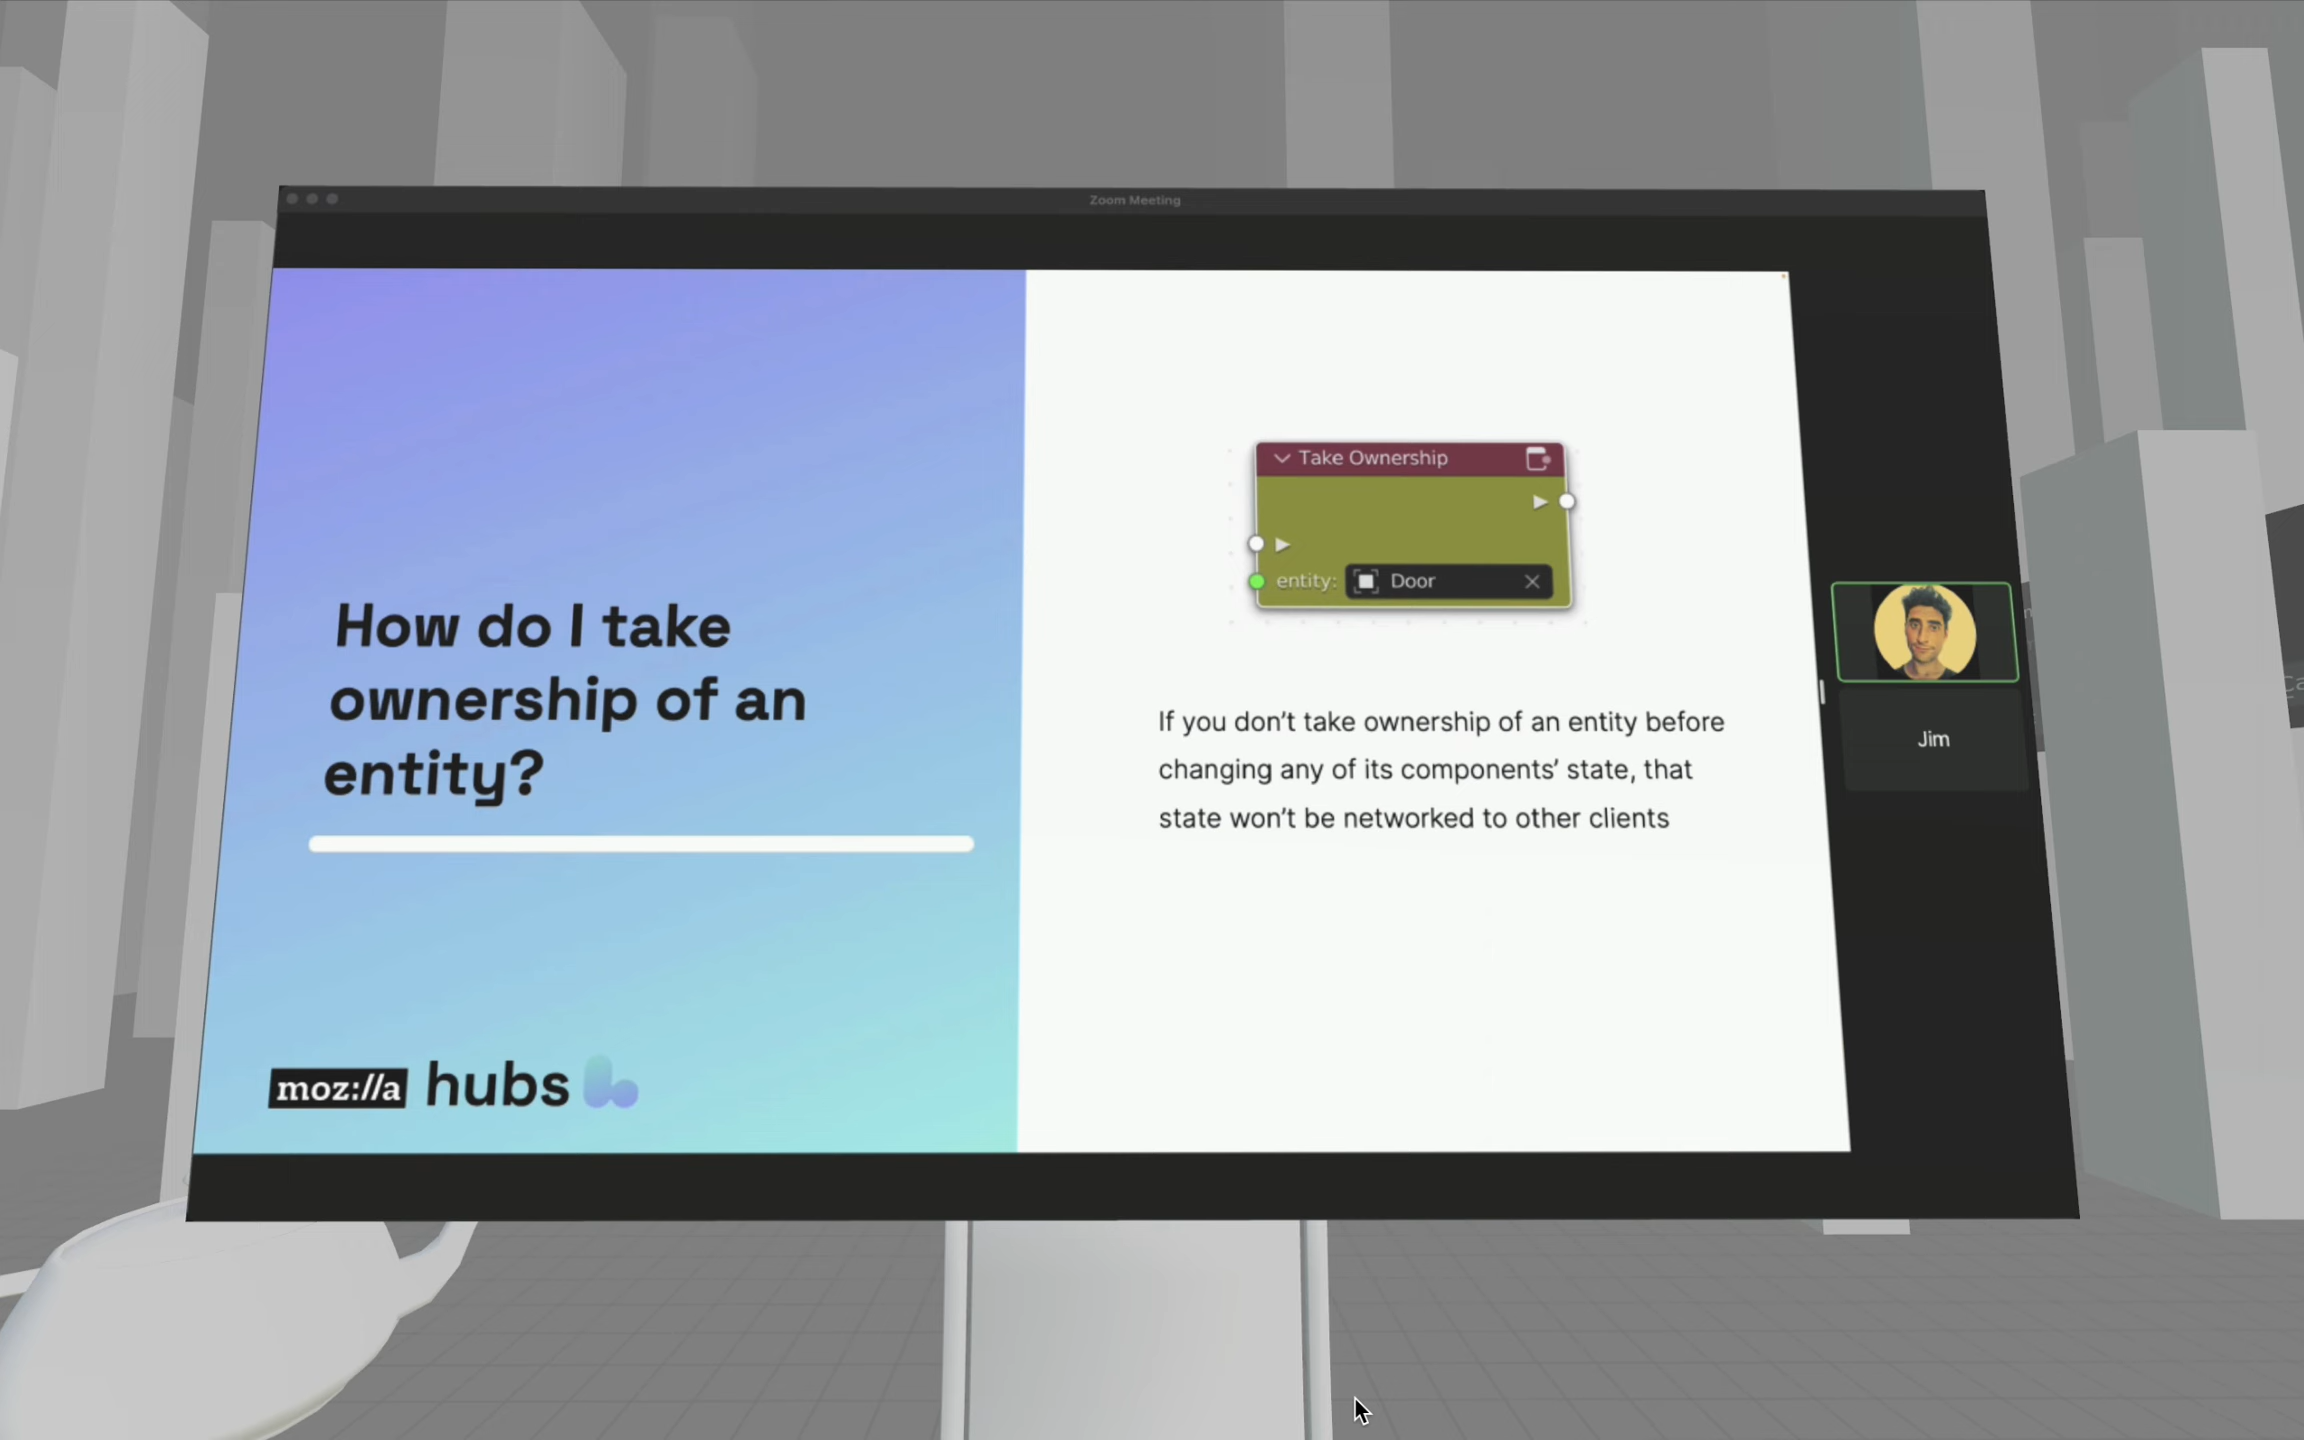 Zoom Meeting
How do I take
ownership of an
entity?
moz://a hubs
Take Ownership
entity: Door
If you don't take ownership of an entity before
changing any of its components' state, that
state won't be networked to other clients
Jim